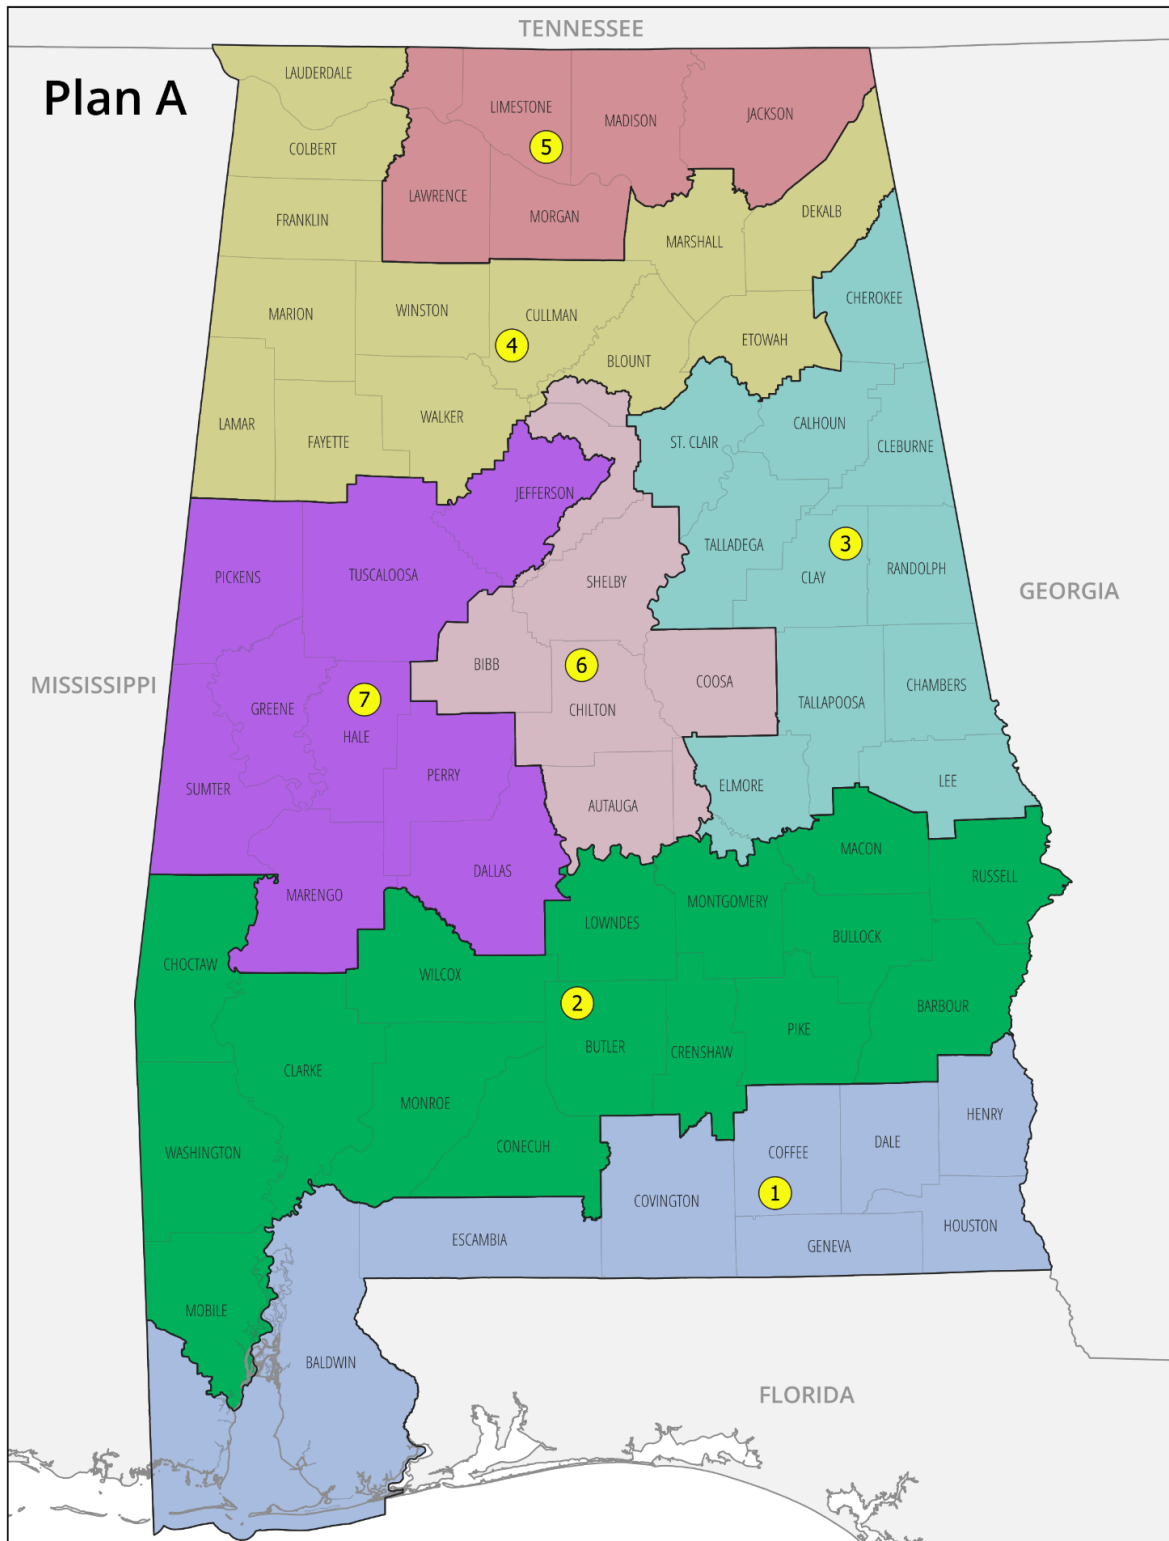 TENNESSEE
Plan A
LAUDERDALE
LIMESTONE
MADISON
JACKSON
5
COLBERT
LAWRENCE
MORGAN
FRANKLIN
DEKALB
MARSHALL
CHEROKEE
MARION
WINSTON
CULLMAN
ETOWAH
4
BLOUNT
LAMAR
FAYETTE
WALKER
ST. CLAIR
CALHOUN
CLEBURNE
JEFFERSON
TALLADEGA
3
PICKENS
TUSCALOOSA
SHELBY
CLAY
RANDOLPH
GEORGIA
MISSISSIPPI
BIBB
6
COOSA
CHAMBERS
GREENE
7
HALE
CHILTON
TALLAPOOSA
SUMTER
PERRY
AUTAUGA
ELMORE
LEE
MACON
MARENGO
DALLAS
MONTGOMERY
RUSSELL
LOWNDES
BULLOCK
CHOCTAW
WILCOX
2
BUTLER
CRENSHAW
PIKE
BARBOUR
CLARKE
MONROE
CONECUH
HENRY
WASHINGTON
COFFEE
DALE
1
COVINGTON
ESCAMBIA
GENEVA
HOUSTON
MOBILE
BALDWIN
FLORIDA